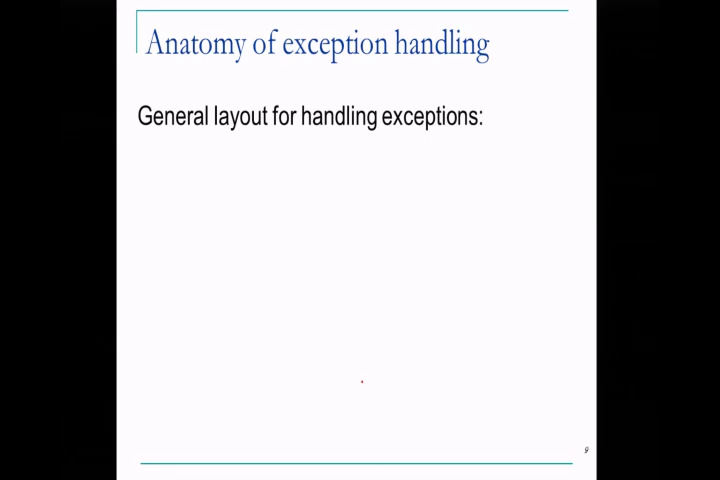 Anatomy of exception handling
General layout for handling exceptions:
9